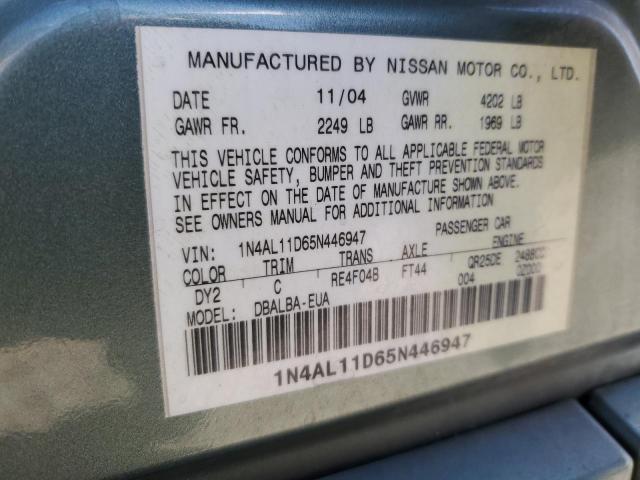 MANUFACTURED BY NISSAN MOTOR CO., LTD.
DATE 11/04 GVWR 4202 LB
GAWR FR. 2249 LB GAWR RR. 1969 LB
THIS VEHICLE CONFORMS TO ALL APPLICABLE FEDERAL MOTOR
VEHICLE SAFETY, BUMPER AND THEFT PREVENTION STANDARDS
IN EFFECT ON THE DATE OF MANUFACTURE SHOWN ABOVE.
SEE OWNERS MANUAL FOR ADDITIONAL INFORMATION
VIN: 1N4AL11D65N446947 PASSENGER CAR
COLOR TRIM TRANS AXLE ENGINE
DY2 C RE4F04B FT44 QR25DE 2488CC
MODEL: DBALBA-EUA 004 0Z000
1N4AL11D65N446947